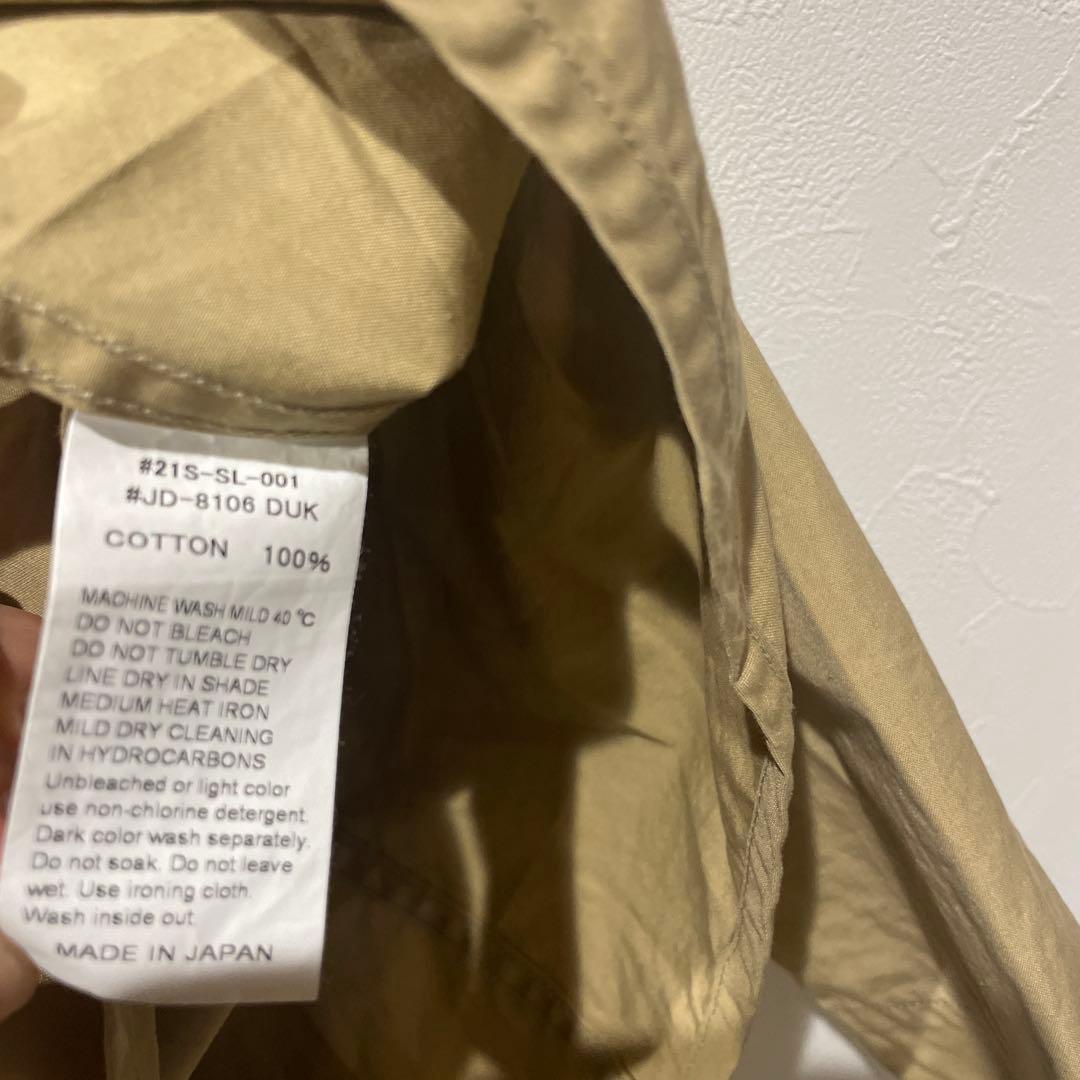 #21S-SL-001
#JD-8106 DUK
COTTON 100%
MACHINE WASH MILD 40 ℃
DO NOT BLEACH
DO NOT TUMBLE DRY
LINE DRY IN SHADE
MEDIUM HEAT IRON
MILD DRY CLEANING
IN HYDROCARBONS
Unbleached or light color
use non-chlorine detergent.
Dark color wash separately.
Do not soak. Do not leave
wet. Use ironing cloth.
Wash inside out.
MADE IN JAPAN